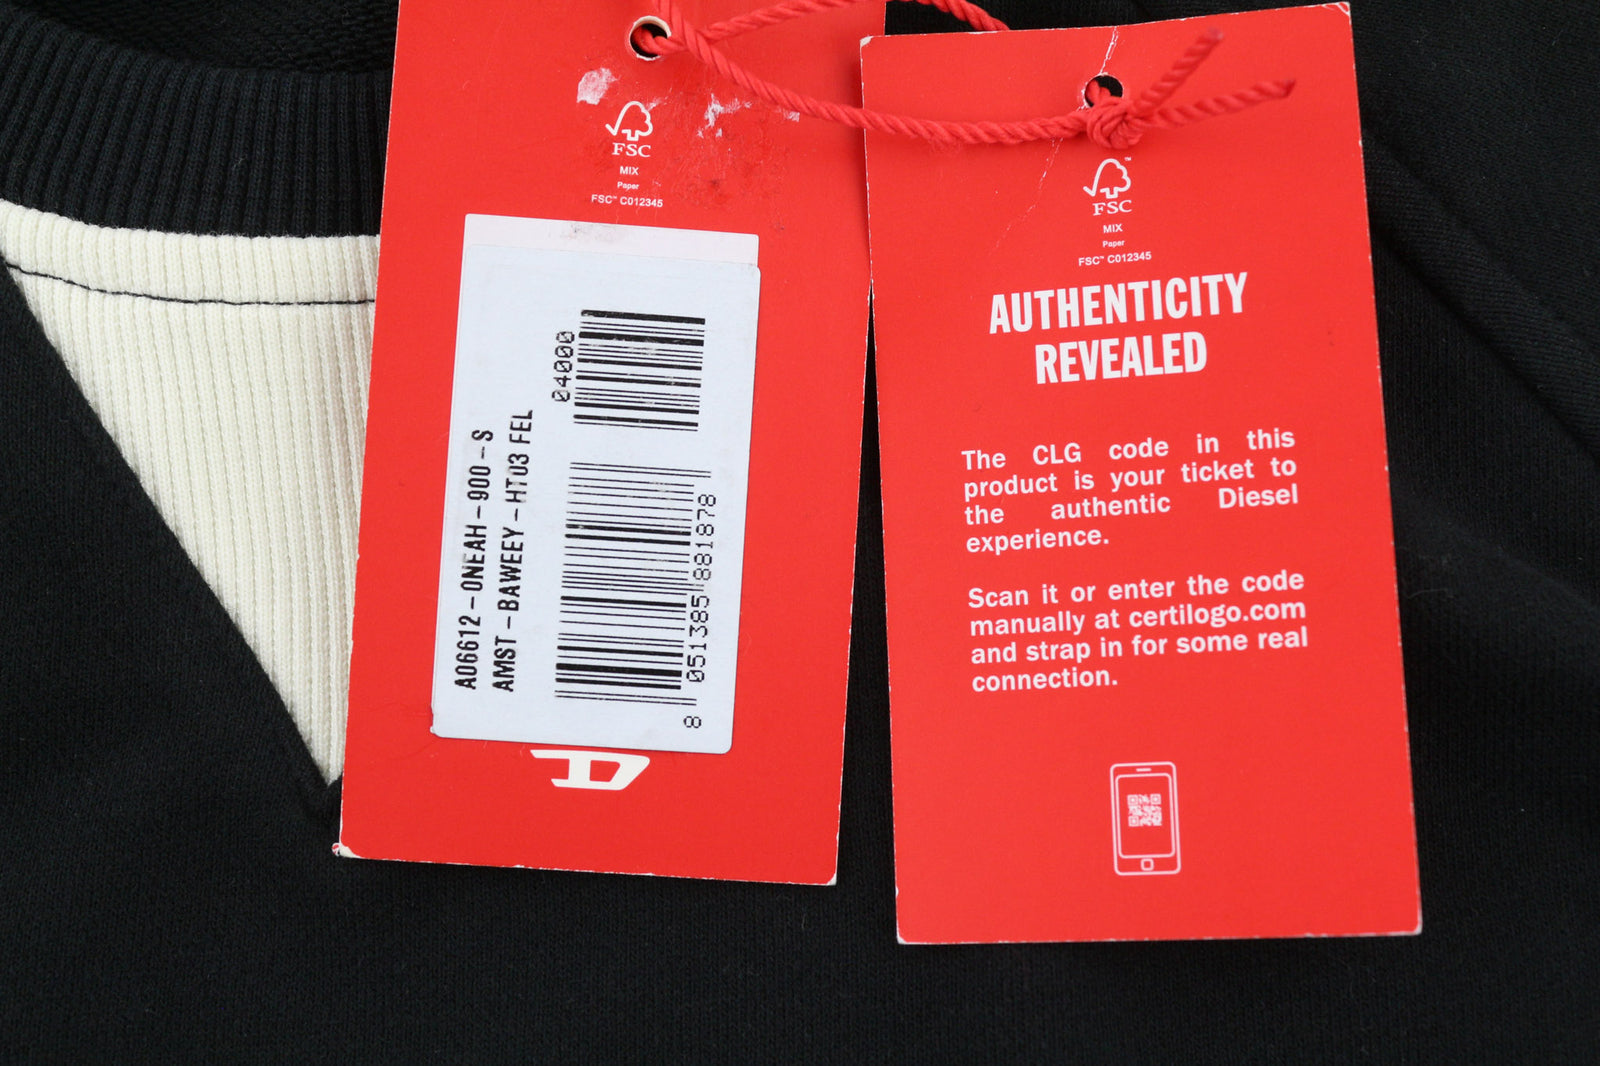 FSC
MIX
Paper
FSC™ C012345
A06612-0NEAH-900-S
AMST-BAWEEY-HT03 FEL
04000
8 051385 881878
FSC
MIX
Paper
FSC™ C012345
AUTHENTICITY
REVEALED
The CLG code in this
product is your ticket to
the authentic Diesel
experience.
Scan it or enter the code
manually at certilogo.com
and strap in for some real
connection.